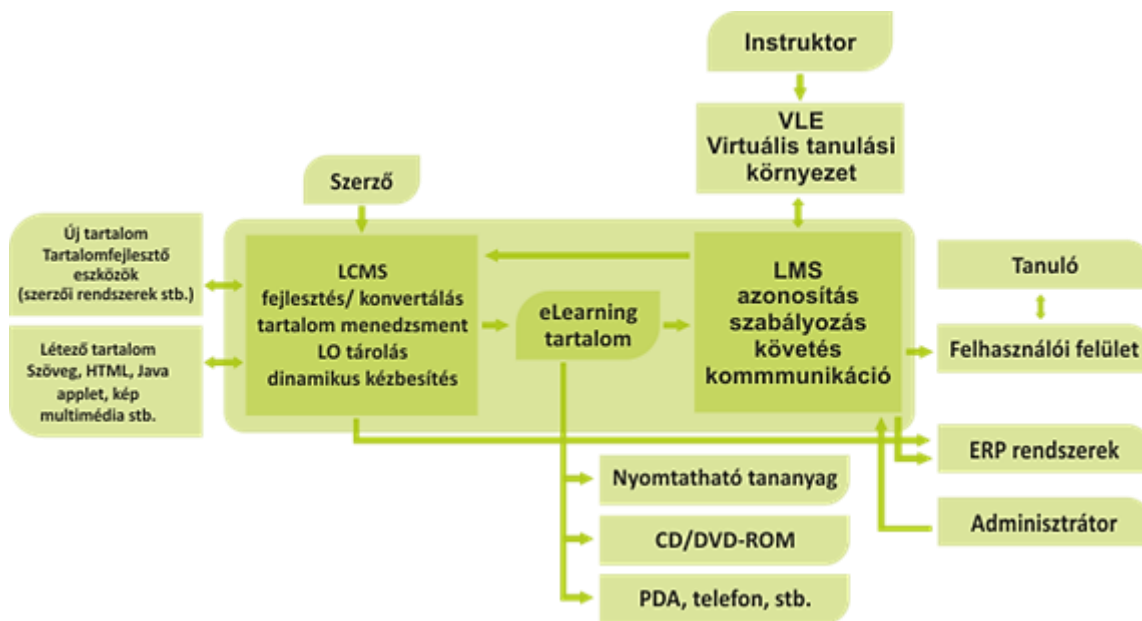 Instruktor
VLE
Virtuális tanulási
környezet
Szerző
Új tartalom
Tartalomfejlesztő
eszközök
(szerzői rendszerek stb.)
Létező tartalom
Szöveg, HTML, Java
applet, kép
multimédia stb.
LCMS
fejlesztés/ konvertálás
tartalom menedzsment
LO tárolás
dinamikus kézbesítés
eLearning
tartalom
LMS
azonosítás
szabályozás
követés
kommmunikáció
Tanuló
Felhasználói felület
ERP rendszerek
Adminisztrátor
Nyomtatható tananyag
CD/DVD-ROM
PDA, telefon, stb.